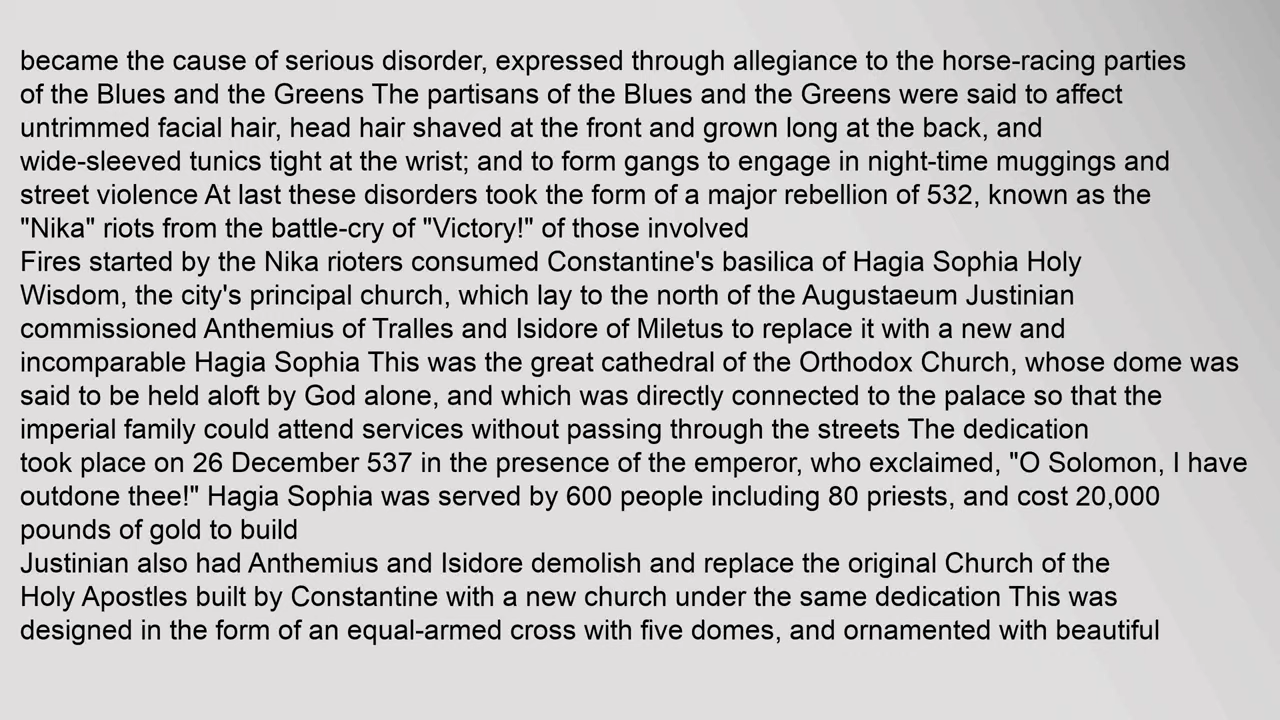 became the cause of serious disorder, expressed through allegiance to the horse-racing parties
of the Blues and the Greens The partisans of the Blues and the Greens were said to affect
untrimmed facial hair, head hair shaved at the front and grown long at the back, and
wide-sleeved tunics tight at the wrist; and to form gangs to engage in night-time muggings and
street violence At last these disorders took the form of a major rebellion of 532, known as the
"Nika" riots from the battle-cry of "Victory!" of those involved
Fires started by the Nika rioters consumed Constantine's basilica of Hagia Sophia Holy
Wisdom, the city's principal church, which lay to the north of the Augustaeum Justinian
commissioned Anthemius of Tralles and Isidore of Miletus to replace it with a new and
incomparable Hagia Sophia This was the great cathedral of the Orthodox Church, whose dome was
said to be held aloft by God alone, and which was directly connected to the palace so that the
imperial family could attend services without passing through the streets The dedication
took place on 26 December 537 in the presence of the emperor, who exclaimed, "O Solomon, I have
outdone thee!" Hagia Sophia was served by 600 people including 80 priests, and cost 20,000
pounds of gold to build
Justinian also had Anthemius and Isidore demolish and replace the original Church of the
Holy Apostles built by Constantine with a new church under the same dedication This was
designed in the form of an equal-armed cross with five domes, and ornamented with beautiful